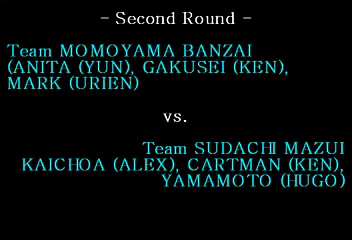 - Second Round -
Team MOMOYAMA BANZAI
(ANITA (YUN), GAKUSEI (KEN),
MARK (URIEN)
vs.
Team SUDACHI MAZUI
KAICHOA (ALEX), CARTMAN (KEN),
YAMAMOTO (HUGO)